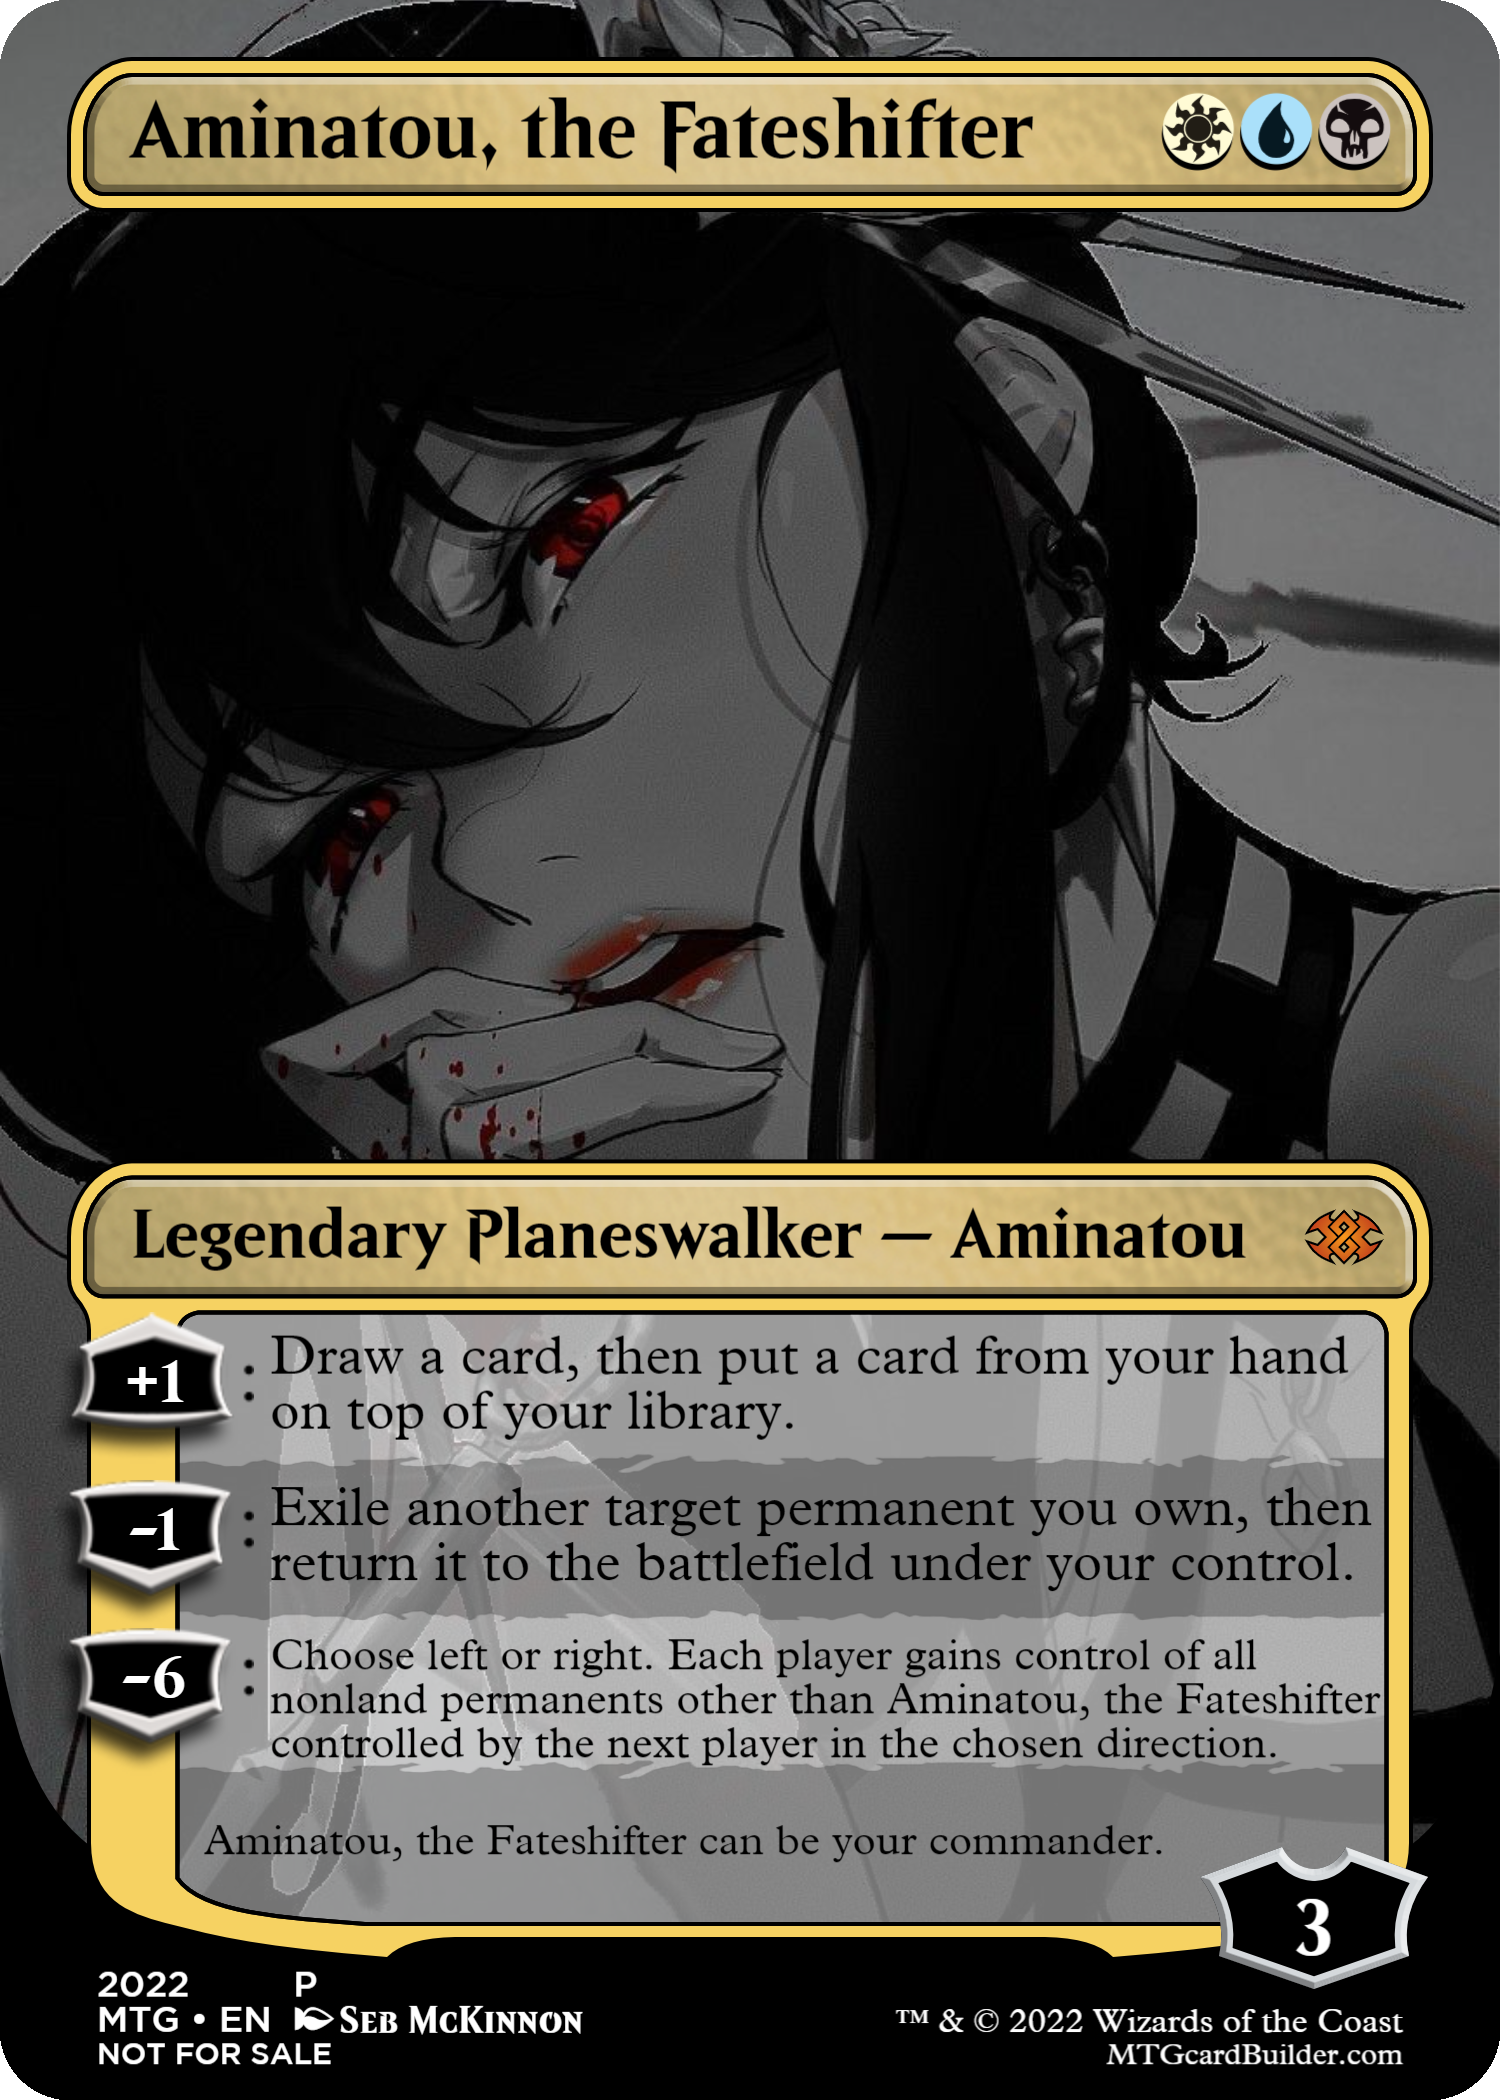 Aminatou, the Fateshifter
Legendary Planeswalker — Aminatou
+1 : Draw a card, then put a card from your hand
on top of your library.
−1 : Exile another target permanent you own, then
return it to the battlefield under your control.
−6 : Choose left or right. Each player gains control of all
nonland permanents other than Aminatou, the Fateshifter
controlled by the next player in the chosen direction.
Aminatou, the Fateshifter can be your commander.
3
2022 P
MTG • EN Seb McKinnon
NOT FOR SALE
™ & © 2022 Wizards of the Coast
MTGcardBuilder.com